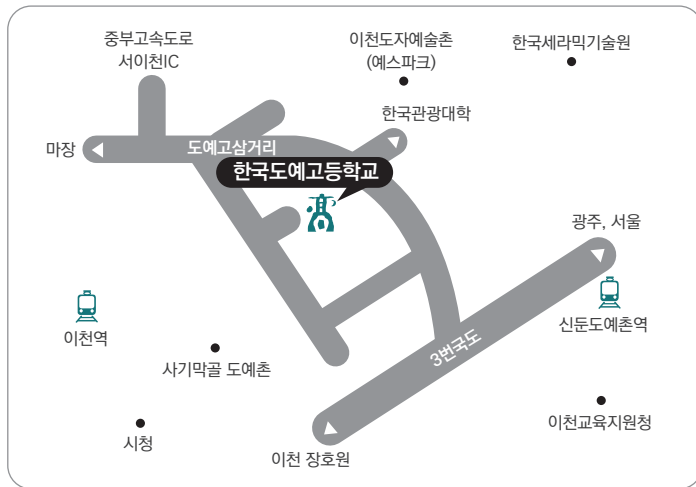 중부고속도로
서이천IC
이천도자예술촌
(예스파크)
한국세라믹기술원
한국관광대학
마장
도예고삼거리
한국도예고등학교
광주, 서울
이천역
신둔도예촌역
3번국도
사기막골 도예촌
시청
이천 장호원
이천교육지원청